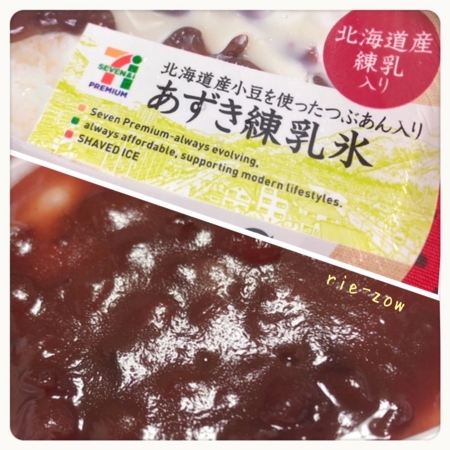 北海道産
練乳
入り
7
SEVEN&i
PREMIUM
北海道産小豆を使ったつぶあん入り
あずき練乳氷
Seven Premium-always evolving,
always affordable, supporting modern lifestyles.
SHAVED ICE
rie-zow